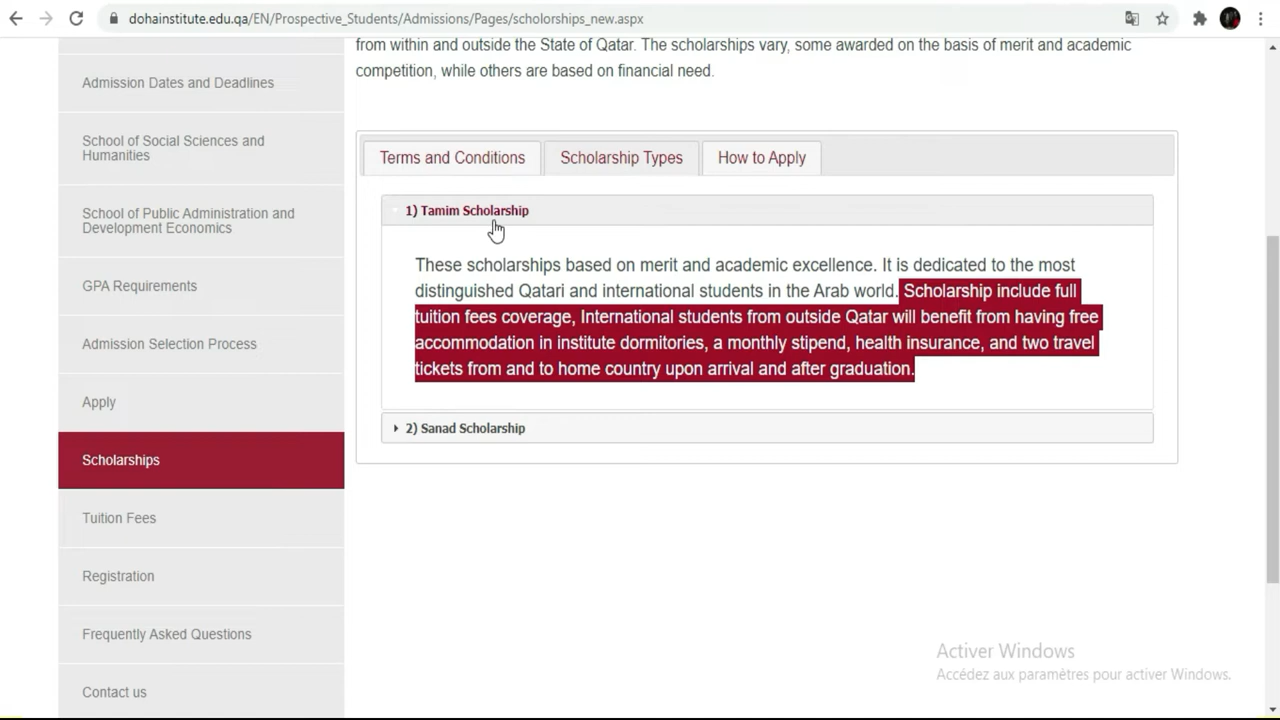 dohainstitute.edu.qa/EN/Prospective_Students/Admissions/Pages/scholorships_new.aspx
from within and outside the State of Qatar. The scholarships vary, some awarded on the basis of merit and academic
competition, while others are based on financial need.
Admission Dates and Deadlines
School of Social Sciences and
Humanities
School of Public Administration and
Development Economics
GPA Requirements
Admission Selection Process
Apply
Scholarships
Tuition Fees
Registration
Frequently Asked Questions
Contact us
Terms and Conditions
Scholarship Types
How to Apply
1) Tamim Scholarship
These scholarships based on merit and academic excellence. It is dedicated to the most
distinguished Qatari and international students in the Arab world. Scholarship include full
tuition fees coverage, International students from outside Qatar will benefit from having free
accommodation in institute dormitories, a monthly stipend, health insurance, and two travel
tickets from and to home country upon arrival and after graduation.
2) Sanad Scholarship
Activer Windows
Accédez aux paramètres pour activer Windows.